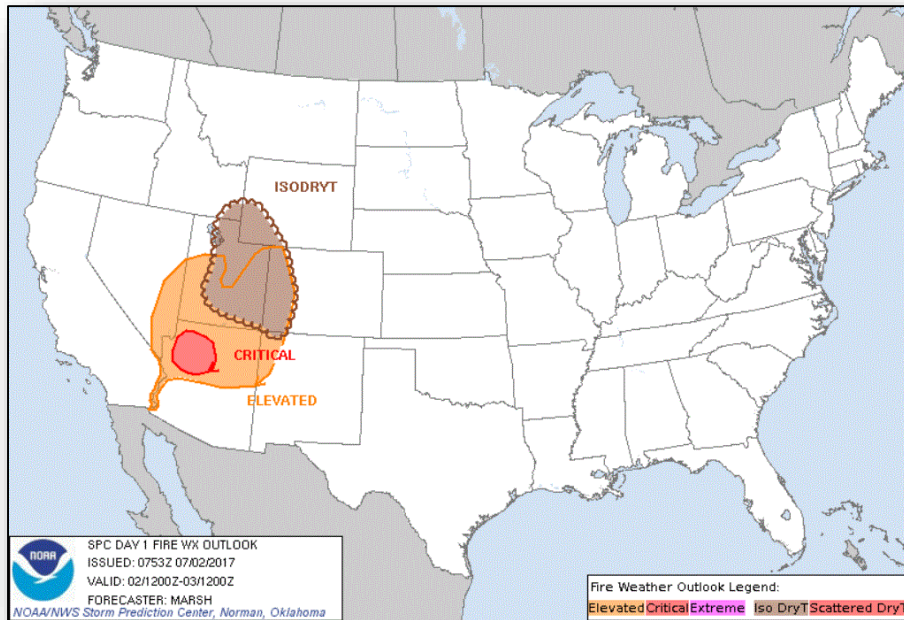 ISODRYT
CRITICAL
ELEVATED
NOAA
SPC DAY 1 FIRE WX OUTLOOK
ISSUED: 0753Z 07/02/2017
VALID: 02/1200Z-03/1200Z
FORECASTER: MARSH
NOAA/NWS Storm Prediction Center, Norman, Oklahoma
Fire Weather Outlook Legend:
Elevated Critical Extreme Iso DryT Scattered DryT